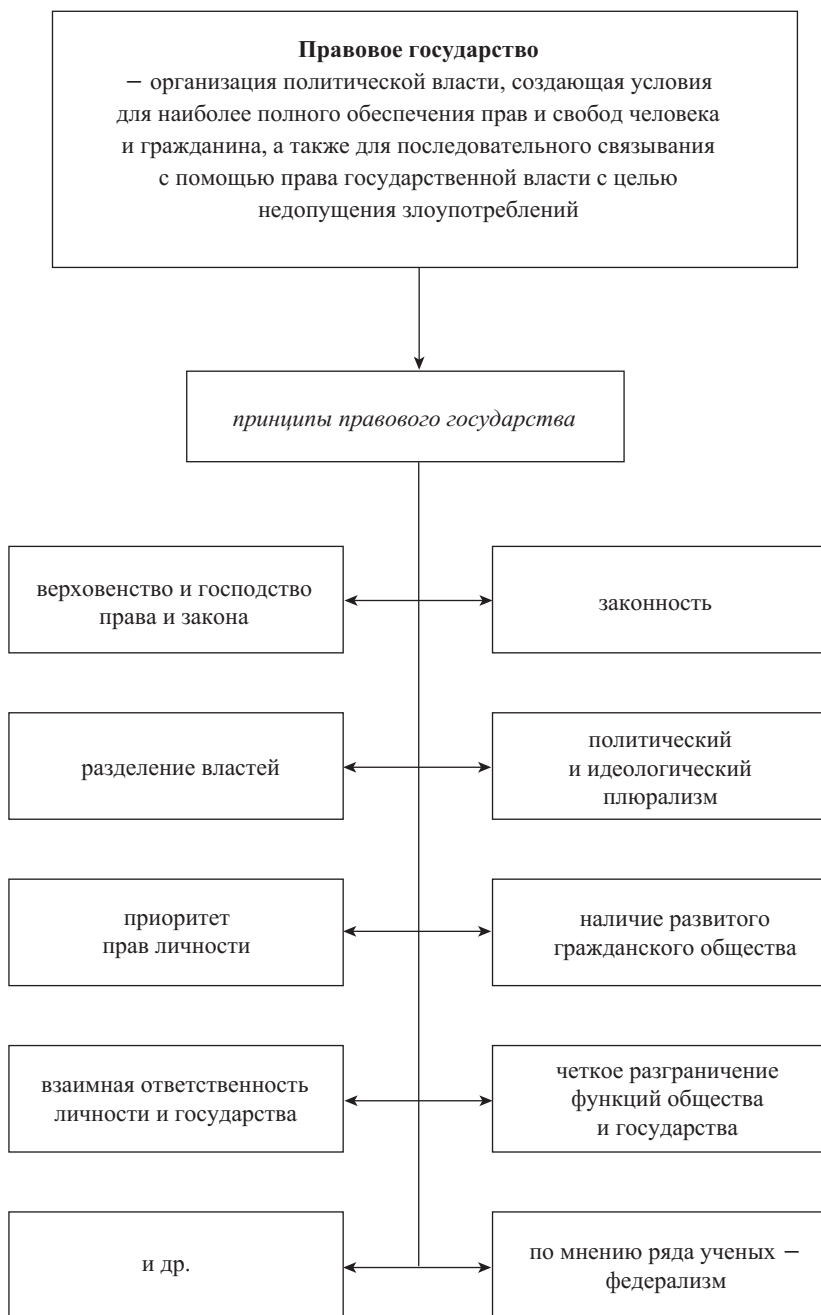 Правовое государство
− организация политической власти, создающая условия
для наиболее полного обеспечения прав и свобод человека
и гражданина, а также для последовательного связывания
с помощью права государственной власти с целью
недопущения злоупотреблений
принципы правового государства
верховенство и господство
права и закона
законность
разделение властей
политический
и идеологический
плюрализм
приоритет
прав личности
наличие развитого
гражданского общества
взаимная ответственность
личности и государства
четкое разграничение
функций общества
и государства
и др.
по мнению ряда ученых −
федерализм